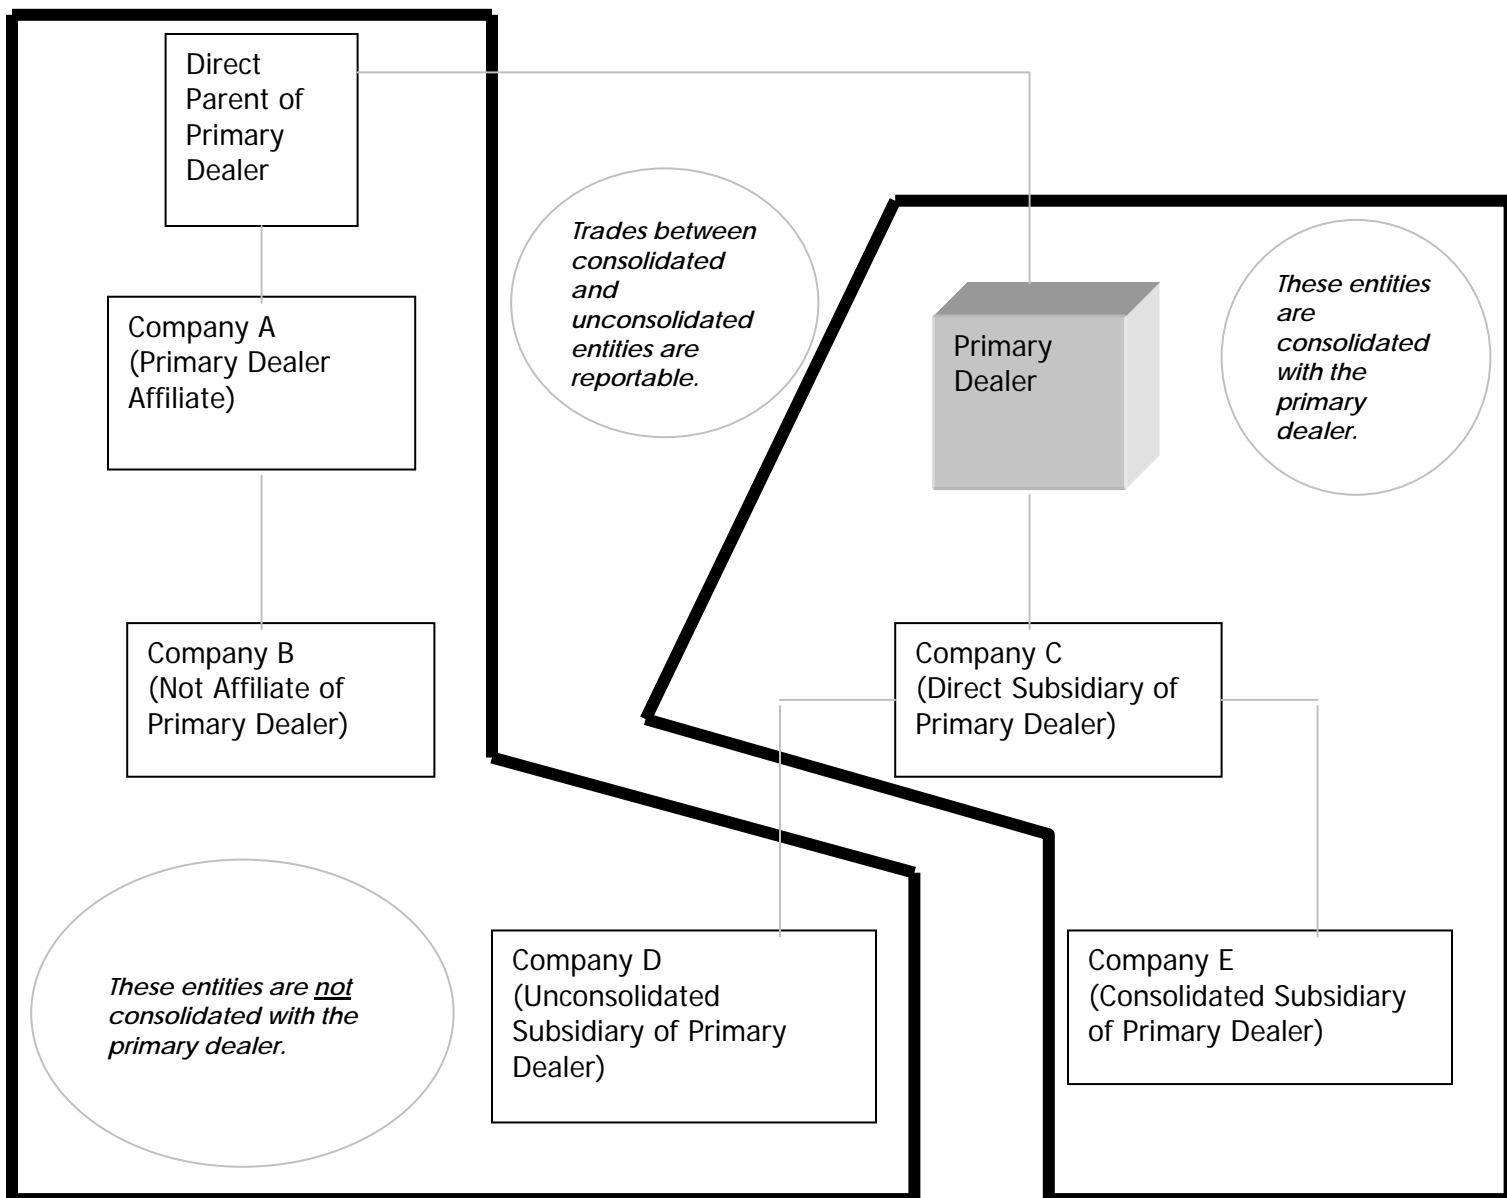 Direct
Parent of
Primary
Dealer
Trades between
consolidated
and
unconsolidated
entities are
reportable.
These entities
are
consolidated
with the
primary
dealer.
Company A
(Primary Dealer
Affiliate)
Primary
Dealer
Company B
(Not Affiliate of
Primary Dealer)
Company C
(Direct Subsidiary of
Primary Dealer)
These entities are not
consolidated with the
primary dealer.
Company D
(Unconsolidated
Subsidiary of Primary
Dealer)
Company E
(Consolidated Subsidiary
of Primary Dealer)